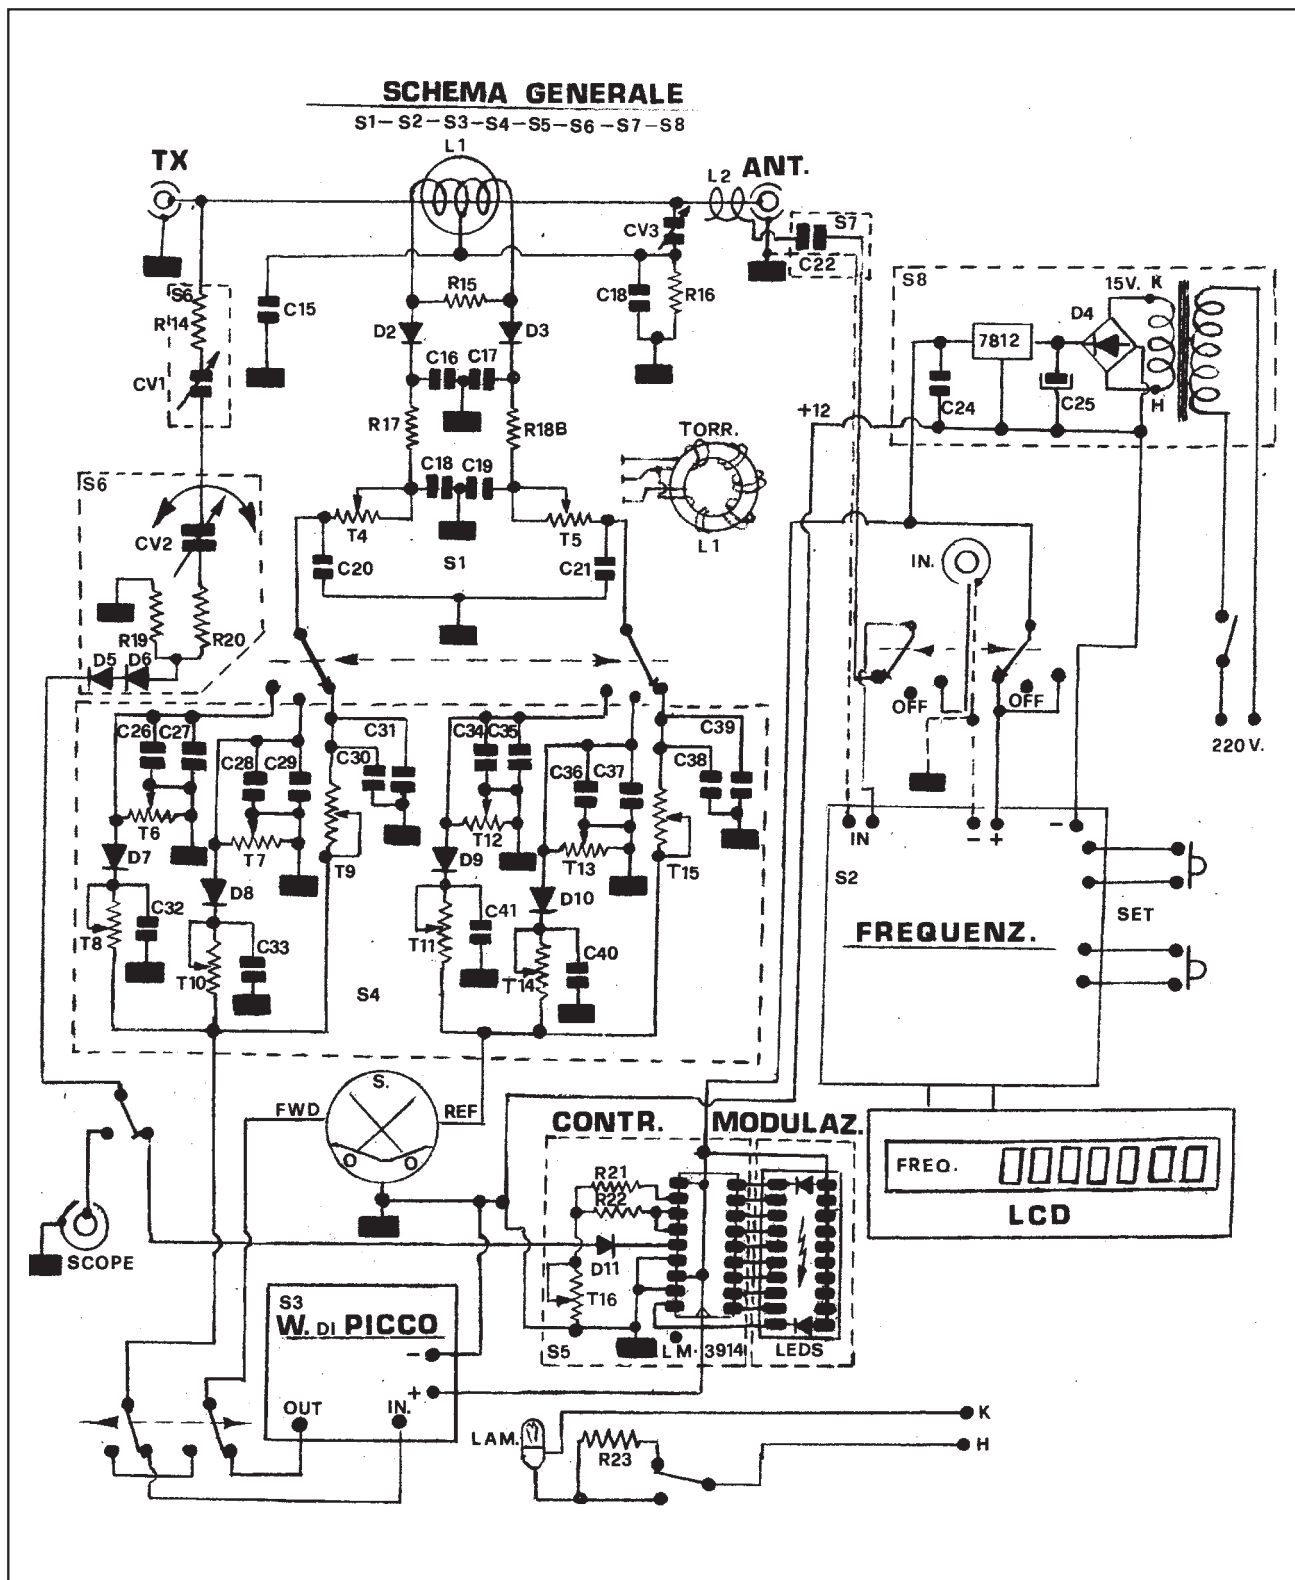 SCHEMA GENERALE
S1-S2-S3-S4-S5-S6-S7-S8
L1
TX
L2
ANT.
CV3
S7
C22
- +
S6
R14
CV1
C15
R15
C18
R16
D2
D3
C16
C17
R17
R18B
S8
15V.
K
D4
7812
C24
C25
H
+12
TORR.
L1
C18
C19
T4
T5
S1
C20
C21
S6
CV2
R19
R20
D5
D6
IN.
OFF
OFF
220 V.
C26
C27
C28
C29
C30
C31
C34
C35
C36
C37
C38
C39
T6
T7
T9
T12
T13
T15
D7
D8
D9
D10
C32
C33
C41
C40
T8
T10
T11
T14
S4
IN
-
+
-
S2
SET
FREQUENZ.
S.
FWD
REF
O
O
CONTR.
MODULAZ.
FREQ.
LCD
R21
R22
D11
T16
S5
LM·3914
LEDS
SCOPE
S3
W. DI PICCO
-
+
OUT
IN.
LAM.
R23
K
H